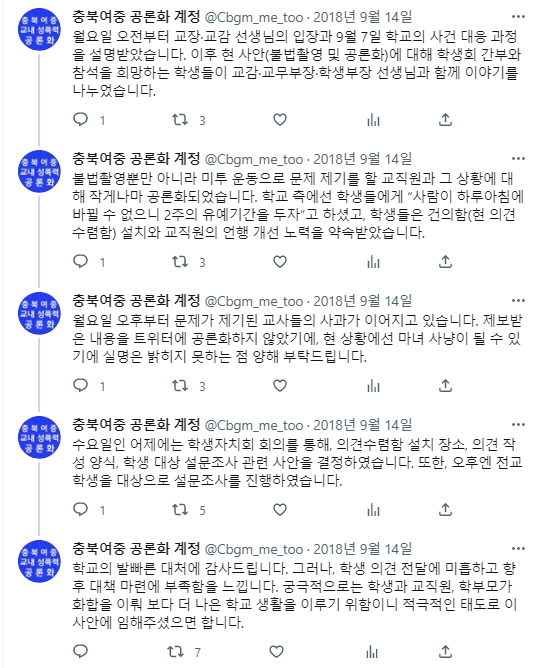 충북여중 공론화 계정 @Cbgm_me_too · 2018년 9월 14일
충북여중
교내 성폭력
공론화
월요일 오전부터 교장·교감 선생님의 입장과 9월 7일 학교의 사건 대응 과정
을 설명받았습니다. 이후 현 사안(불법촬영 및 공론화)에 대해 학생회 간부와
참석을 희망하는 학생들이 교감·교무부장·학생부장 선생님과 함께 이야기를
나누었습니다.
1 3
충북여중 공론화 계정 @Cbgm_me_too · 2018년 9월 14일
충북여중
교내 성폭력
공론화
불법촬영뿐만 아니라 미투 운동으로 문제 제기를 할 교직원과 그 상황에 대
해 작게나마 공론화되었습니다. 학교 측에선 학생들에게 “사람이 하루아침에
바뀔 수 없으니 2주의 유예기간을 두자”고 하셨고, 학생들은 건의함(현 의견
수렴함) 설치와 교직원의 언행 개선 노력을 약속받았습니다.
1 3
충북여중 공론화 계정 @Cbgm_me_too · 2018년 9월 14일
충북여중
교내 성폭력
공론화
월요일 오후부터 문제가 제기된 교사들의 사과가 이어지고 있습니다. 제보받
은 내용을 트위터에 공론화하지 않았기에, 현 상황에선 마녀 사냥이 될 수 있
기에 실명은 밝히지 못하는 점 양해 부탁드립니다.
1 3
충북여중 공론화 계정 @Cbgm_me_too · 2018년 9월 14일
충북여중
교내 성폭력
공론화
수요일인 어제에는 학생자치회 회의를 통해, 의견수렴함 설치 장소, 의견 작
성 양식, 학생 대상 설문조사 관련 사안을 결정하였습니다. 또한, 오후엔 전교
학생을 대상으로 설문조사를 진행하였습니다.
1 5
충북여중 공론화 계정 @Cbgm_me_too · 2018년 9월 14일
충북여중
교내 성폭력
공론화
학교의 발빠른 대처에 감사드립니다. 그러나, 학생 의견 전달에 미흡하고 향
후 대책 마련에 부족함을 느낍니다. 궁극적으로는 학생과 교직원, 학부모가
화합을 이뤄 보다 더 나은 학교 생활을 이루기 위함이니 적극적인 태도로 이
사안에 임해주셨으면 합니다.
7